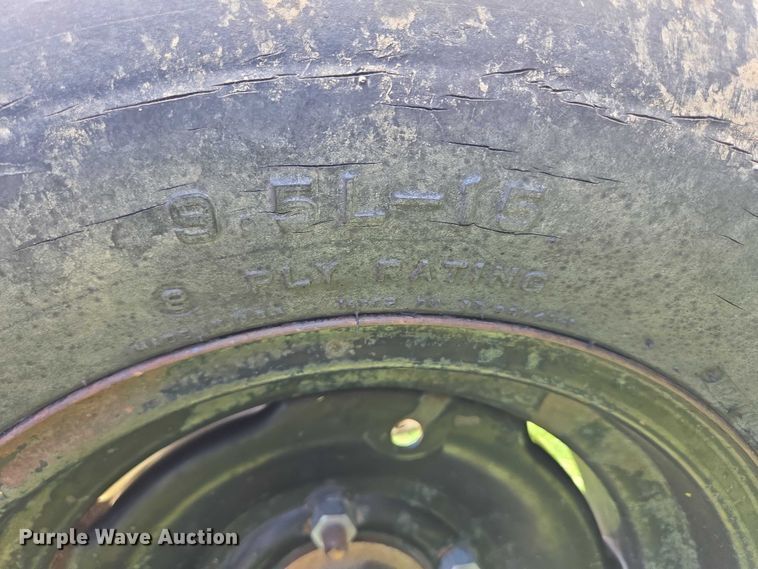 9.5L-15
8 PLY RATING
Purple Wave Auction